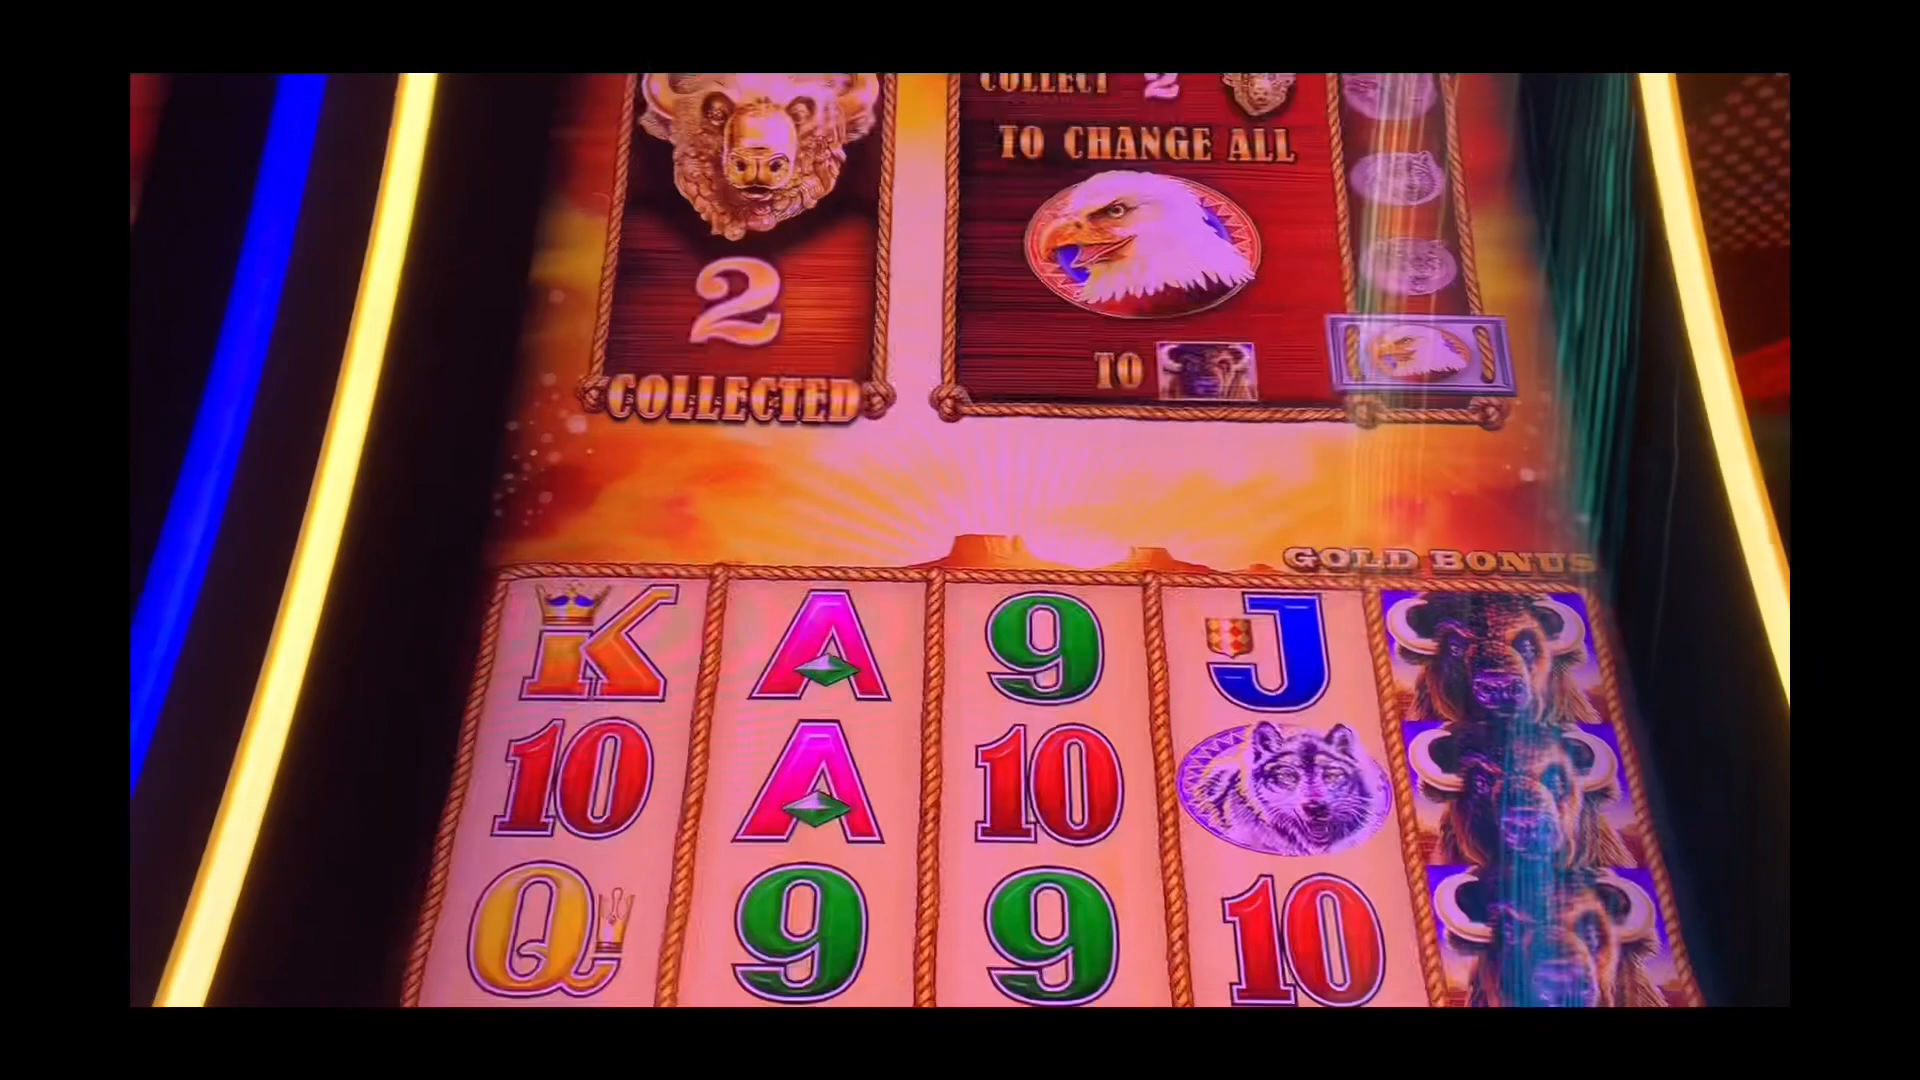 COLLECT 2
TO CHANGE ALL
2
TO
COLLECTED
GOLD BONUS
K A 9 J
10 A 10
Q 9 9 10